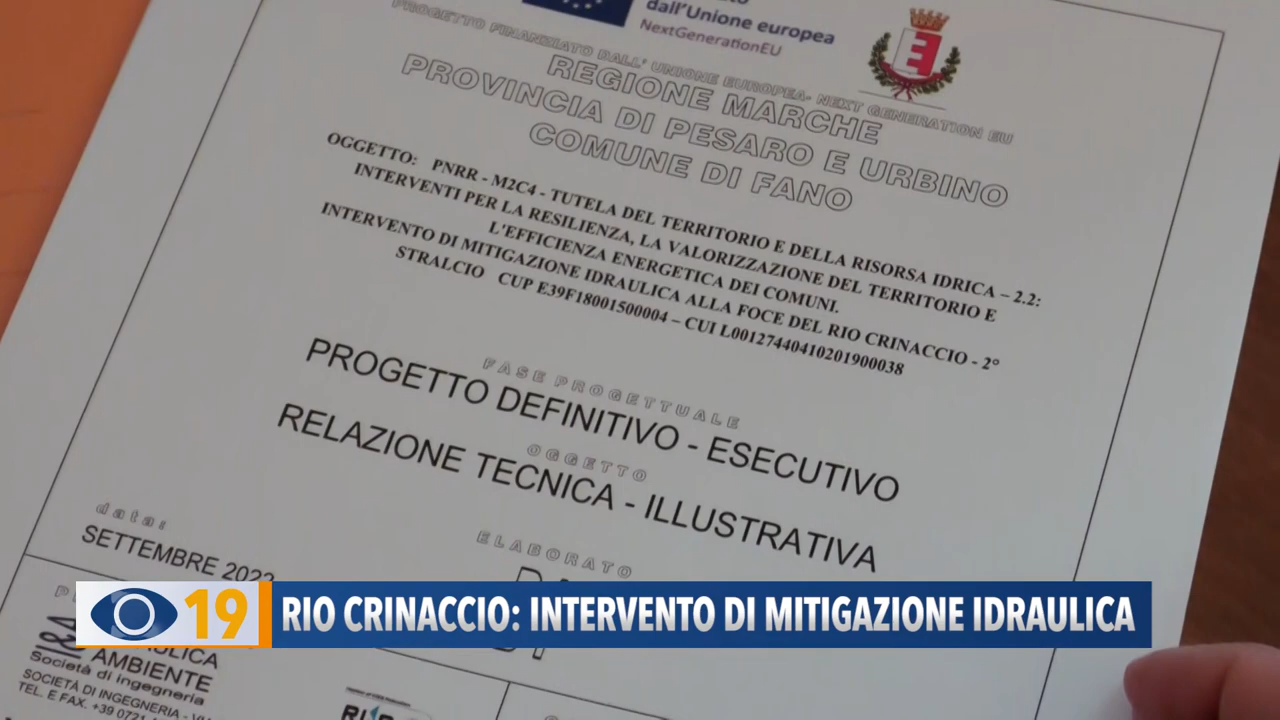 dall'Unione europea
NextGenerationEU
PROGETTO FINANZIATO DALL' UNIONE EUROPEA- NEXT GENERATION EU
REGIONE MARCHE
PROVINCIA DI PESARO E URBINO
COMUNE DI FANO
OGGETTO: PNRR - M2C4 - TUTELA DEL TERRITORIO E DELLA RISORSA IDRICA – 2.2:
INTERVENTI PER LA RESILIENZA, LA VALORIZZAZIONE DEL TERRITORIO E
L'EFFICIENZA ENERGETICA DEI COMUNI.
INTERVENTO DI MITIGAZIONE IDRAULICA ALLA FOCE DEL RIO CRINACCIO - 2°
STRALCIO CUP E39F18001500004 – CUI L00127440410201900038
FASE PROGETTUALE
PROGETTO DEFINITIVO - ESECUTIVO
OGGETTO
RELAZIONE TECNICA - ILLUSTRATIVA
ELABORATO
data:
SETTEMBRE 2022
19 RIO CRINACCIO: INTERVENTO DI MITIGAZIONE IDRAULICA
I&A
AMBIENTE
Società di ingegneria
SOCIETÀ DI INGEGNERIA -
TEL. E FAX. +39 0721